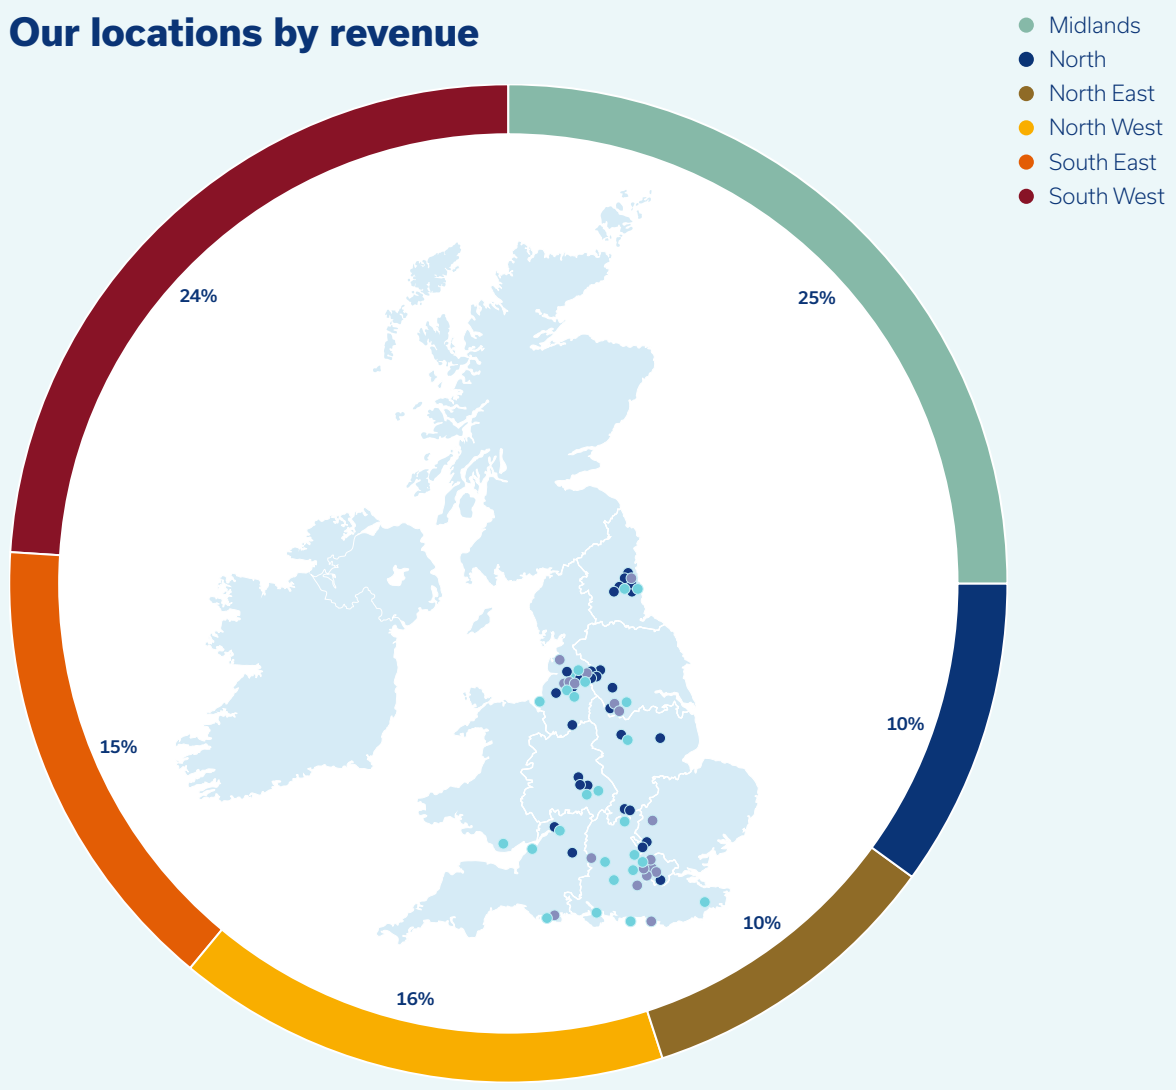 Our locations by revenue
Midlands
North
North East
North West
South East
South West
24%
25%
10%
15%
10%
16%